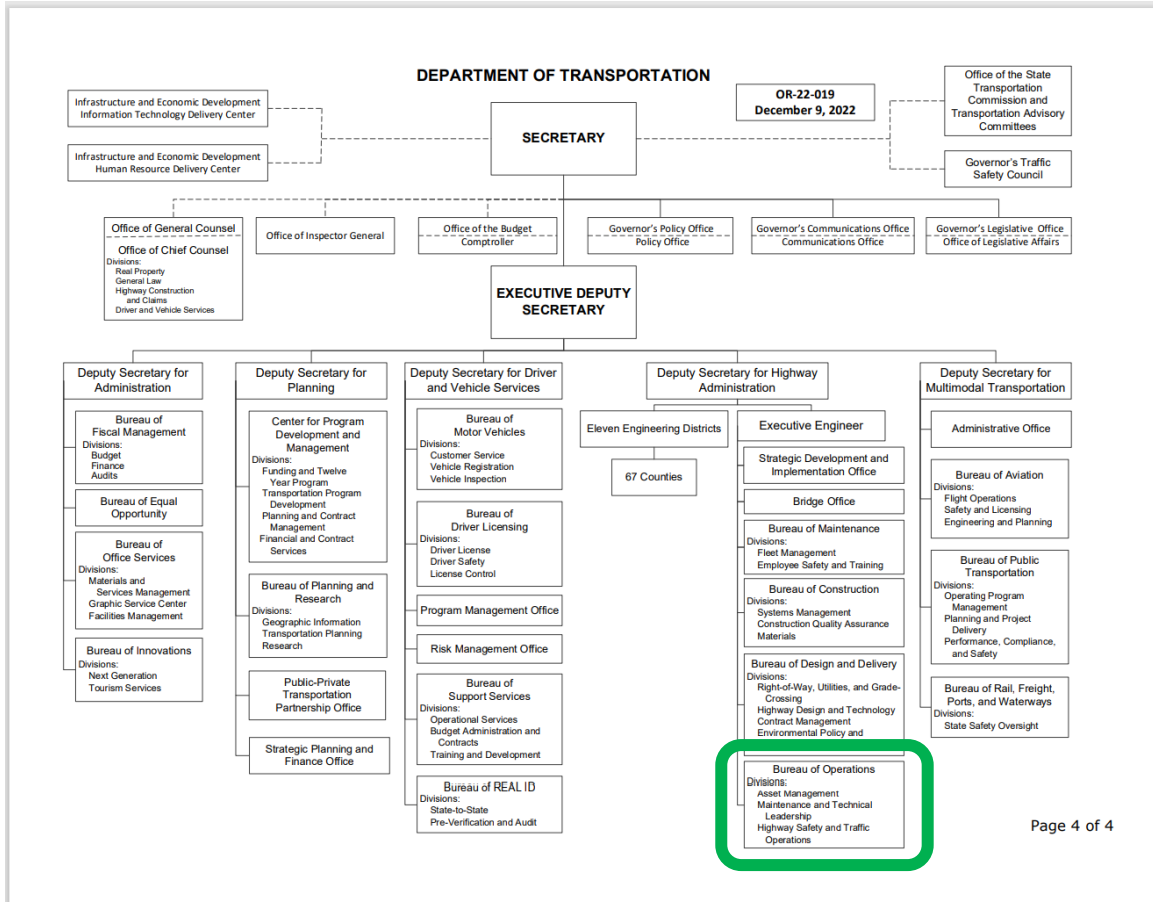 DEPARTMENT OF TRANSPORTATION
OR-22-019
December 9, 2022
Infrastructure and Economic Development
Information Technology Delivery Center
Infrastructure and Economic Development
Human Resource Delivery Center
SECRETARY
Office of the State
Transportation
Commission and
Transportation Advisory
Committees
Governor's Traffic
Safety Council
Office of General Counsel
Office of Chief Counsel
Divisions:
Real Property
General Law
Highway Construction
and Claims
Driver and Vehicle Services
Office of Inspector General
Office of the Budget
Comptroller
Governor's Policy Office
Policy Office
Governor's Communications Office
Communications Office
Governor's Legislative Office
Office of Legislative Affairs
EXECUTIVE DEPUTY
SECRETARY
Deputy Secretary for
Administration
Bureau of
Fiscal Management
Divisions:
Budget
Finance
Audits
Bureau of Equal
Opportunity
Bureau of
Office Services
Divisions:
Materials and
Services Management
Graphic Service Center
Facilities Management
Bureau of Innovations
Divisions:
Next Generation
Tourism Services
Deputy Secretary for
Planning
Center for Program
Development and
Management
Divisions:
Funding and Twelve
Year Program
Transportation Program
Development
Planning and Contract
Management
Financial and Contract
Services
Bureau of Planning and
Research
Divisions:
Geographic Information
Transportation Planning
Research
Public-Private
Transportation
Partnership Office
Strategic Planning and
Finance Office
Deputy Secretary for Driver
and Vehicle Services
Bureau of
Motor Vehicles
Divisions:
Customer Service
Vehicle Registration
Vehicle Inspection
Bureau of
Driver Licensing
Divisions:
Driver License
Driver Safety
License Control
Program Management Office
Risk Management Office
Bureau of
Support Services
Divisions:
Operational Services
Budget Administration and
Contracts
Training and Development
Bureau of REAL ID
Divisions:
State-to-State
Pre-Verification and Audit
Deputy Secretary for Highway
Administration
Eleven Engineering Districts
67 Counties
Executive Engineer
Strategic Development and
Implementation Office
Bridge Office
Bureau of Maintenance
Divisions:
Fleet Management
Employee Safety and Training
Bureau of Construction
Divisions:
Systems Management
Construction Quality Assurance
Materials
Bureau of Design and Delivery
Divisions:
Right-of-Way, Utilities, and Grade-
Crossing
Highway Design and Technology
Contract Management
Environmental Policy and
Bureau of Operations
Divisions:
Asset Management
Maintenance and Technical
Leadership
Highway Safety and Traffic
Operations
Deputy Secretary for
Multimodal Transportation
Administrative Office
Bureau of Aviation
Divisions:
Flight Operations
Safety and Licensing
Engineering and Planning
Bureau of Public
Transportation
Divisions:
Operating Program
Management
Planning and Project
Delivery
Performance, Compliance,
and Safety
Bureau of Rail, Freight,
Ports, and Waterways
Divisions:
State Safety Oversight
Page 4 of 4